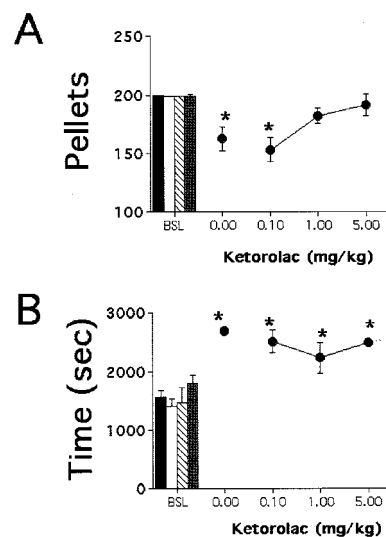 A
250
200
150
100
Pellets
*
*
BSL 0.00 0.10 1.00 5.00
Ketorolac (mg/kg)
B
3000
2000
1000
0
Time (sec)
*
*
*
*
BSL 0.00 0.10 1.00 5.00
Ketorolac (mg/kg)